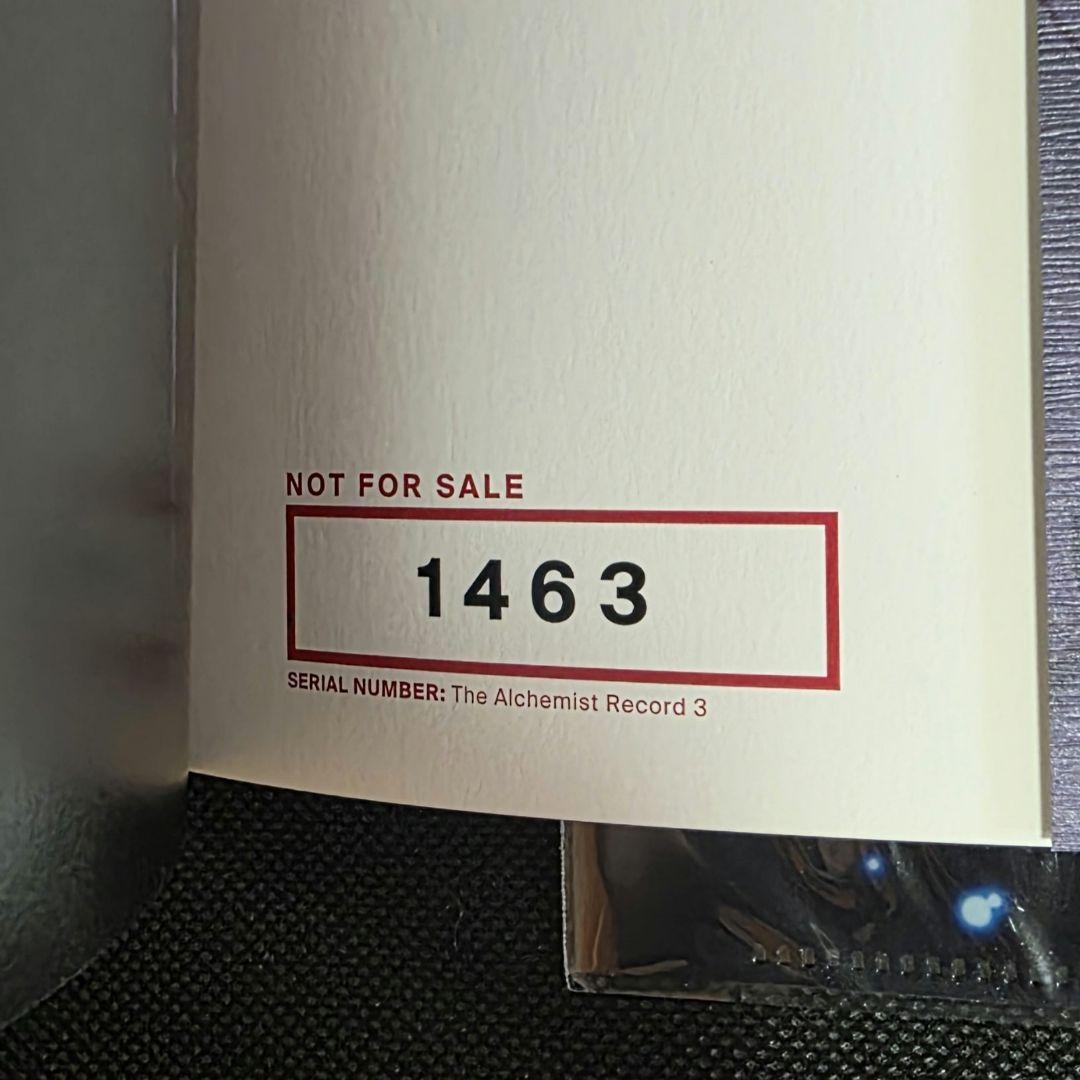 NOT FOR SALE
1463
SERIAL NUMBER: The Alchemist Record 3